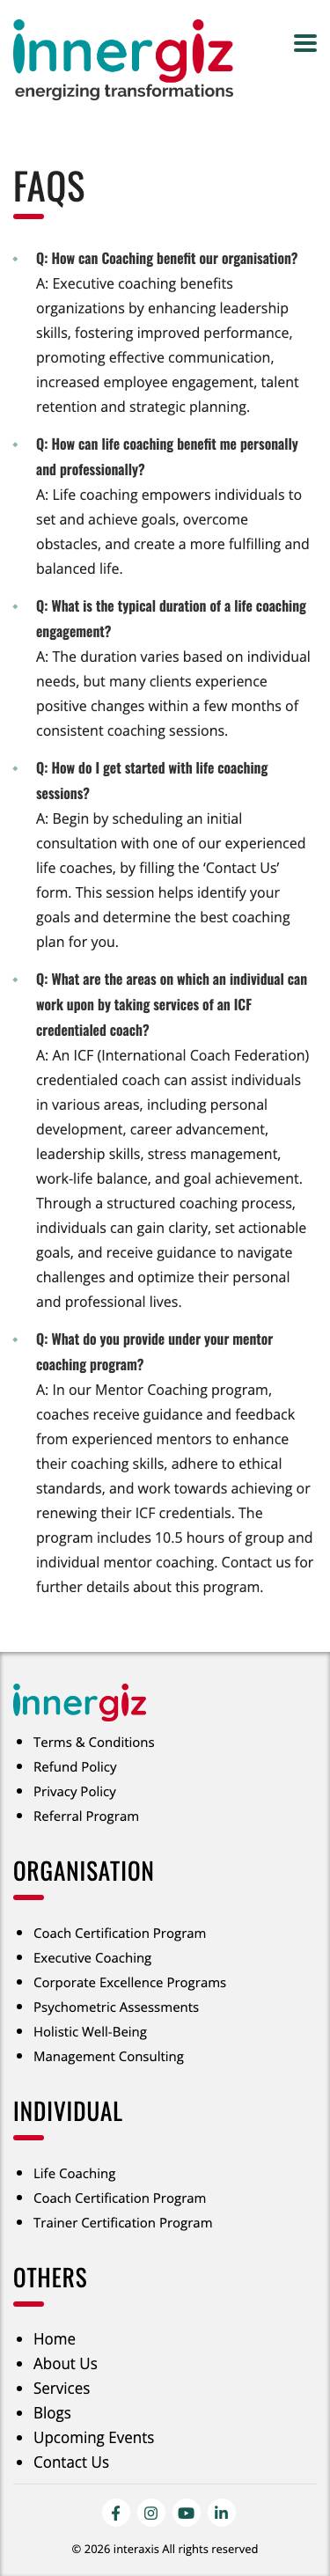 innergiz
energizing transformations
FAQS
Q: How can Coaching benefit our organisation?
A: Executive coaching benefits
organizations by enhancing leadership
skills, fostering improved performance,
promoting effective communication,
increased employee engagement, talent
retention and strategic planning.
Q: How can life coaching benefit me personally
and professionally?
A: Life coaching empowers individuals to
set and achieve goals, overcome
obstacles, and create a more fulfilling and
balanced life.
Q: What is the typical duration of a life coaching
engagement?
A: The duration varies based on individual
needs, but many clients experience
positive changes within a few months of
consistent coaching sessions.
Q: How do I get started with life coaching
sessions?
A: Begin by scheduling an initial
consultation with one of our experienced
life coaches, by filling the ‘Contact Us’
form. This session helps identify your
goals and determine the best coaching
plan for you.
Q: What are the areas on which an individual can
work upon by taking services of an ICF
credentialed coach?
A: An ICF (International Coach Federation)
credentialed coach can assist individuals
in various areas, including personal
development, career advancement,
leadership skills, stress management,
work-life balance, and goal achievement.
Through a structured coaching process,
individuals can gain clarity, set actionable
goals, and receive guidance to navigate
challenges and optimize their personal
and professional lives.
Q: What do you provide under your mentor
coaching program?
A: In our Mentor Coaching program,
coaches receive guidance and feedback
from experienced mentors to enhance
their coaching skills, adhere to ethical
standards, and work towards achieving or
renewing their ICF credentials. The
program includes 10.5 hours of group and
individual mentor coaching. Contact us for
further details about this program.
innergiz
Terms & Conditions
Refund Policy
Privacy Policy
Referral Program
ORGANISATION
Coach Certification Program
Executive Coaching
Corporate Excellence Programs
Psychometric Assessments
Holistic Well-Being
Management Consulting
INDIVIDUAL
Life Coaching
Coach Certification Program
Trainer Certification Program
OTHERS
Home
About Us
Services
Blogs
Upcoming Events
Contact Us
© 2026 interaxis All rights reserved